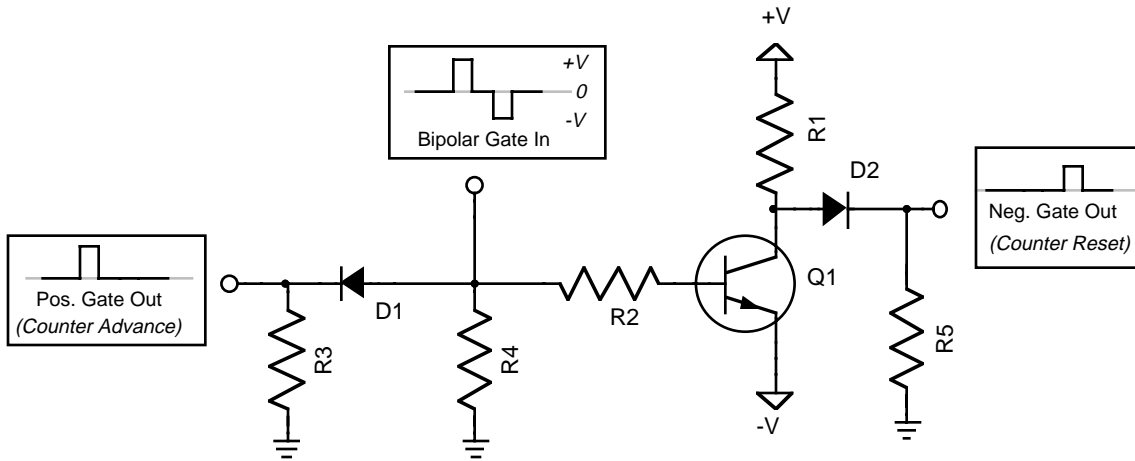 +V
+V
0
-V
Bipolar Gate In
R1
D2
Neg. Gate Out
(Counter Reset)
Pos. Gate Out
(Counter Advance)
D1
R2
Q1
R3
R4
R5
-V